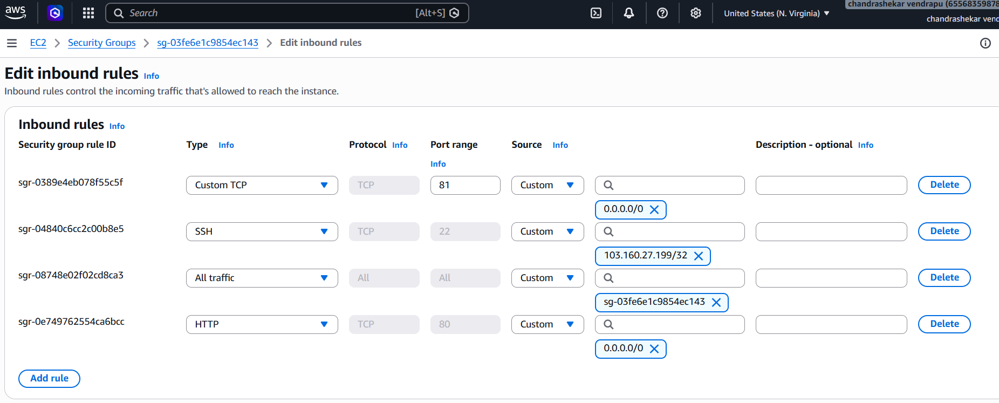 aws
Search [Alt+S]
United States (N. Virginia)
chandrashekar vendrapu (65568359878
chandrashekar vend
EC2 Security Groups sg-03fe6e1c9854ec143 Edit inbound rules
Edit inbound rules Info
Inbound rules control the incoming traffic that's allowed to reach the instance.
Inbound rules Info
Security group rule ID Type Info Protocol Info Port range Source Info Description - optional Info
Info
sgr-0389e4eb078f55c5f Custom TCP TCP 81 Custom Delete
0.0.0.0/0
sgr-04840c6cc2c00b8e5 SSH TCP 22 Custom Delete
103.160.27.199/32
sgr-08748e02f02cd8ca3 All traffic All All Custom Delete
sg-03fe6e1c9854ec143
sgr-0e749762554ca6bcc HTTP TCP 80 Custom Delete
0.0.0.0/0
Add rule